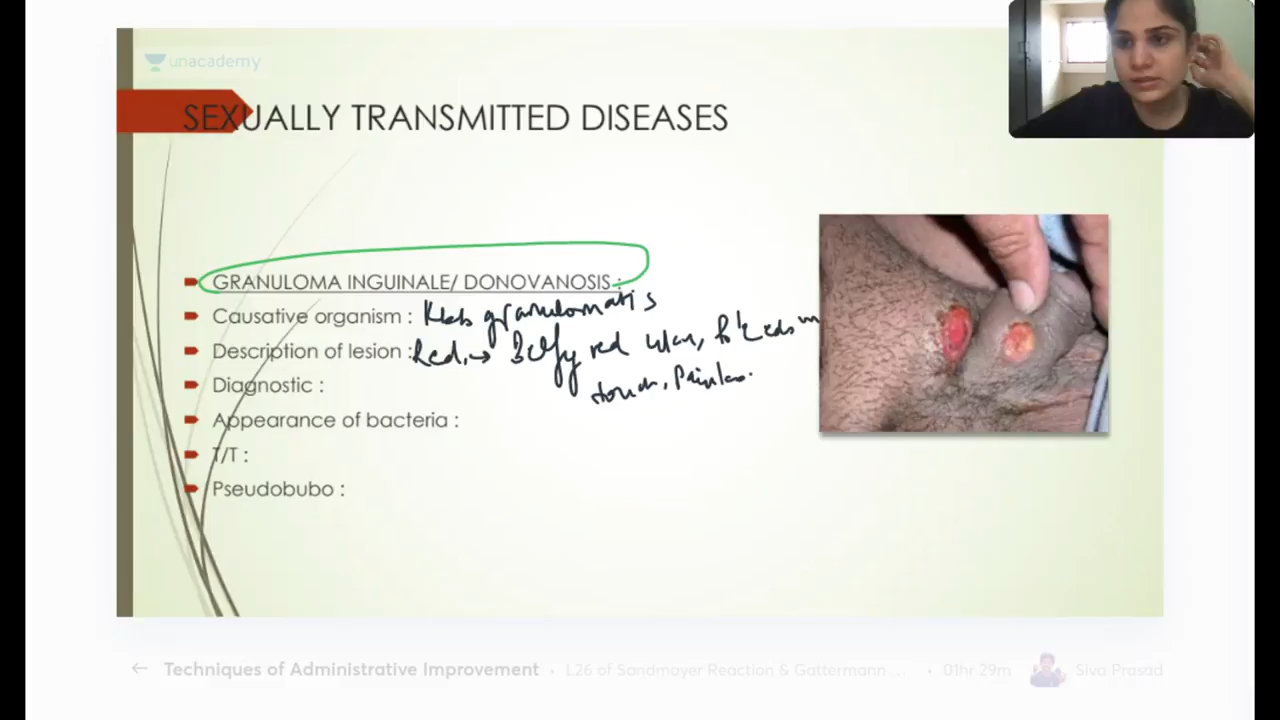 unacademy
SEXUALLY TRANSMITTED DISEASES
GRANULOMA INGUINALE/ DONOVANOSIS :
Causative organism : Kleb granulomatis
Description of lesion : Red, → Beefy red ulcer, bleeds on
touch, Painless.
Diagnostic :
Appearance of bacteria :
T/T :
Pseudobubo :
← Techniques of Administrative Improvement • L26 of Sandmayer Reaction & Gattermann ... • 01hr 29m Siva Prasad